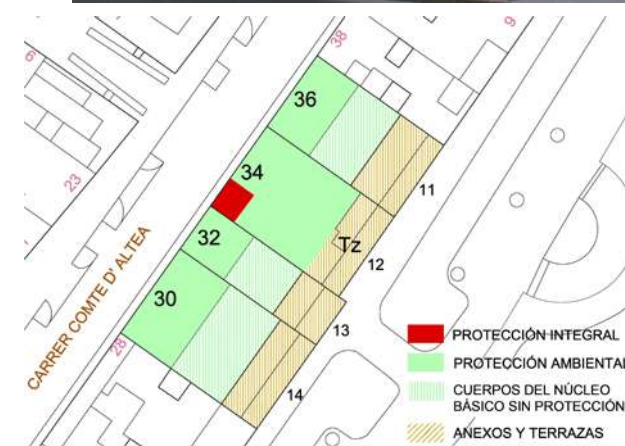 38
9
6
36
23
34
11
32
Tz
12
30
13
28
14
CARRER COMTE D' ALTEA
PROTECCIÓN INTEGRAL
PROTECCIÓN AMBIENTAL
CUERPOS DEL NÚCLEO
BÁSICO SIN PROTECCIÓN
ANEXOS Y TERRAZAS